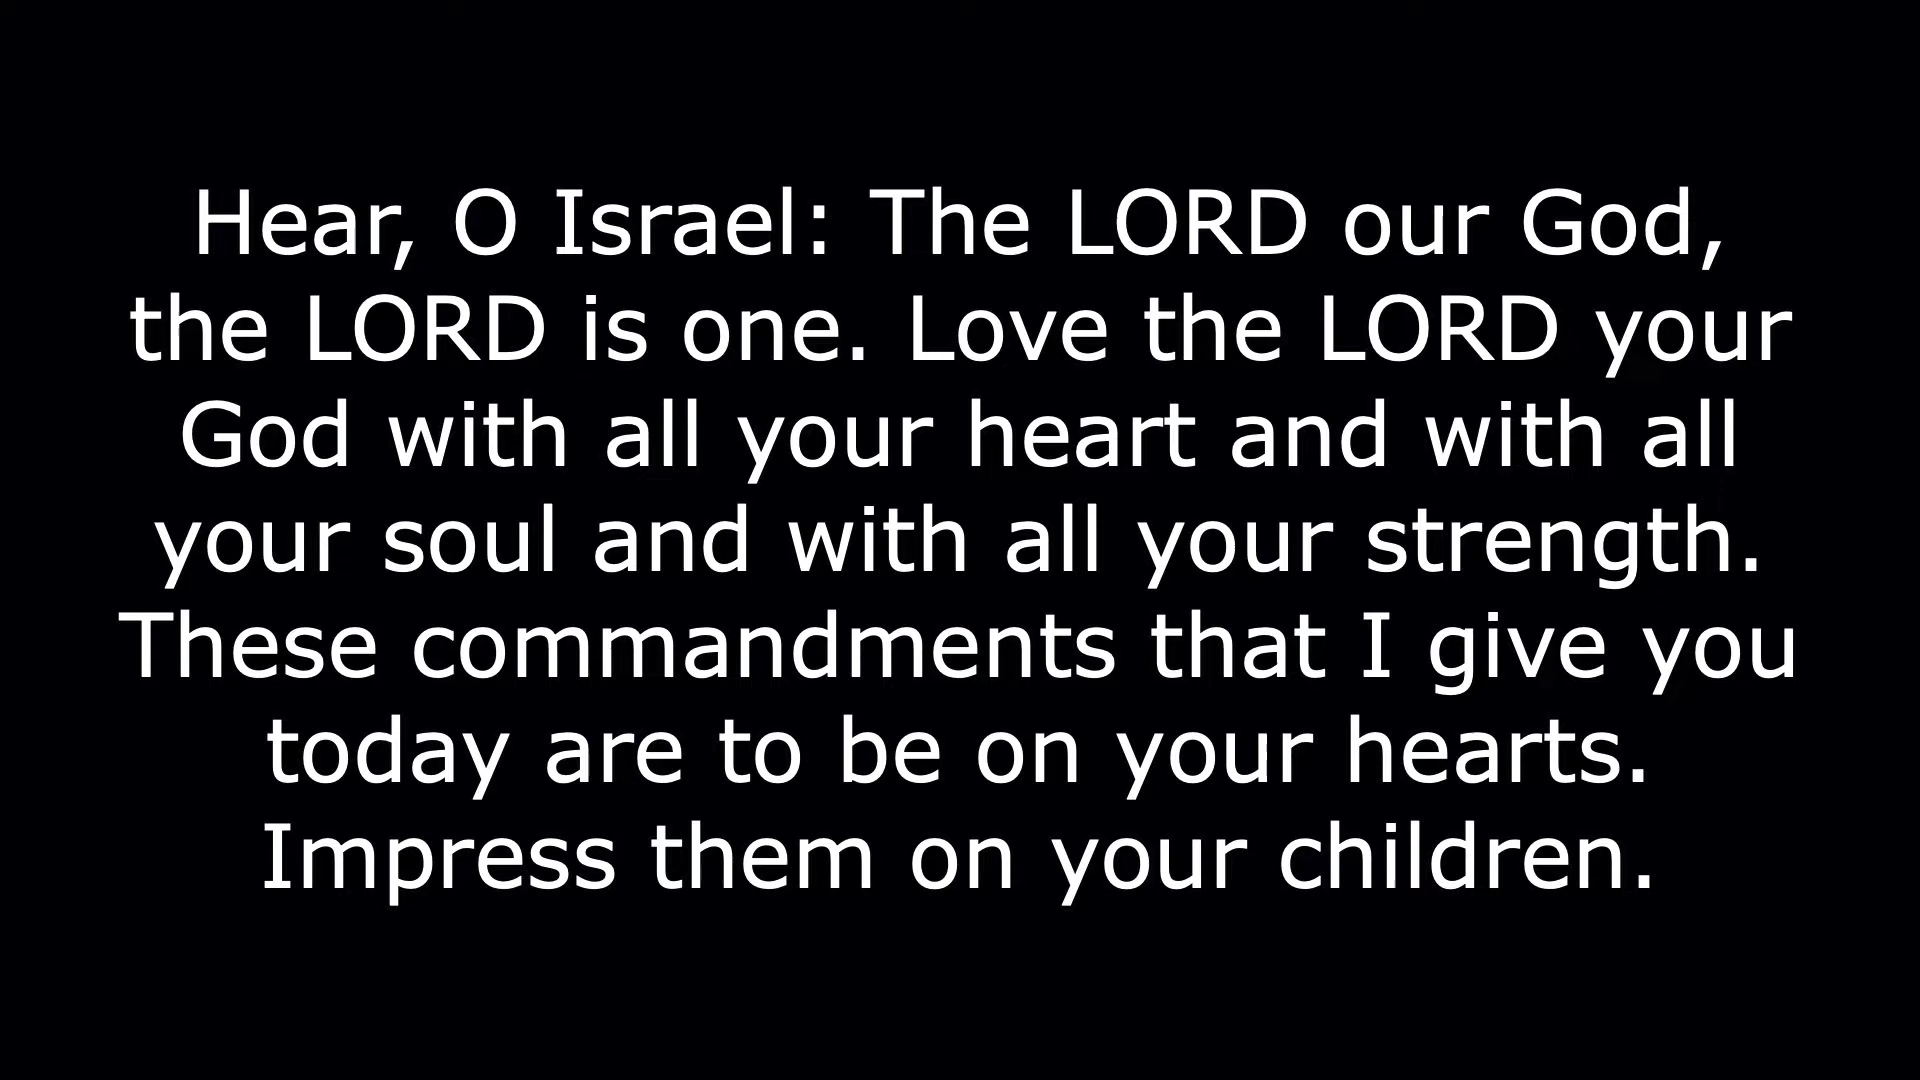 Hear, O Israel: The LORD our God,
the LORD is one. Love the LORD your
God with all your heart and with all
your soul and with all your strength.
These commandments that I give you
today are to be on your hearts.
Impress them on your children.